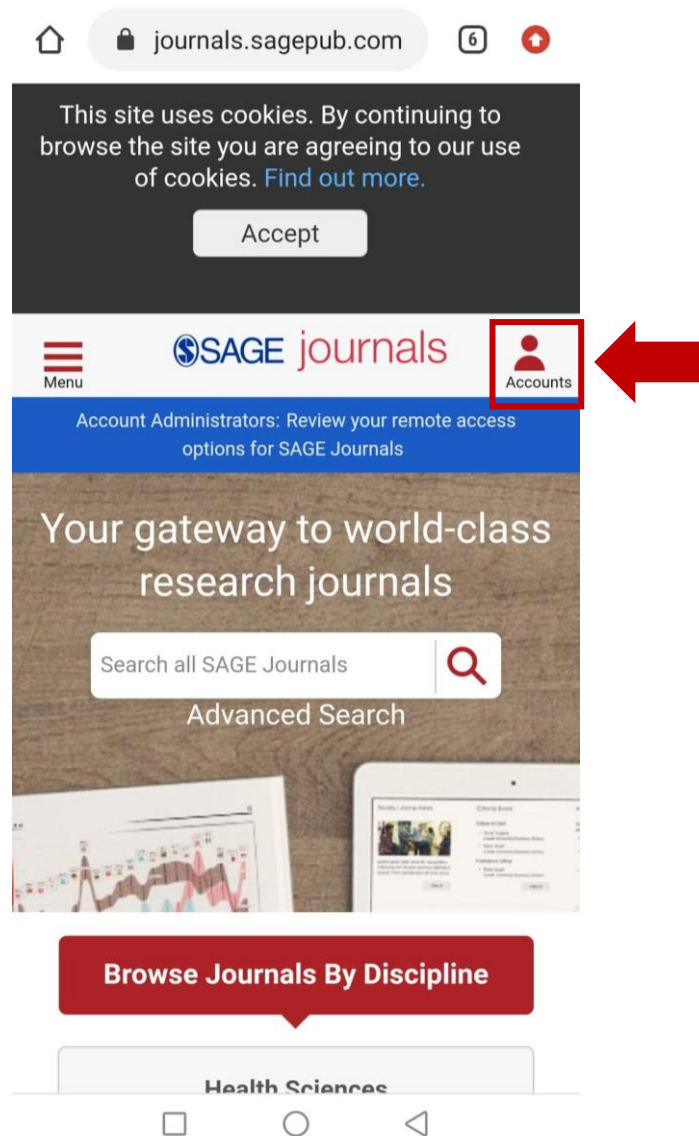 journals.sagepub.com
6
This site uses cookies. By continuing to
browse the site you are agreeing to our use
of cookies. Find out more.
Accept
Menu
SAGE journals
Accounts
Account Administrators: Review your remote access
options for SAGE Journals
Your gateway to world-class
research journals
Search all SAGE Journals
Advanced Search
Browse Journals By Discipline
Health Sciences